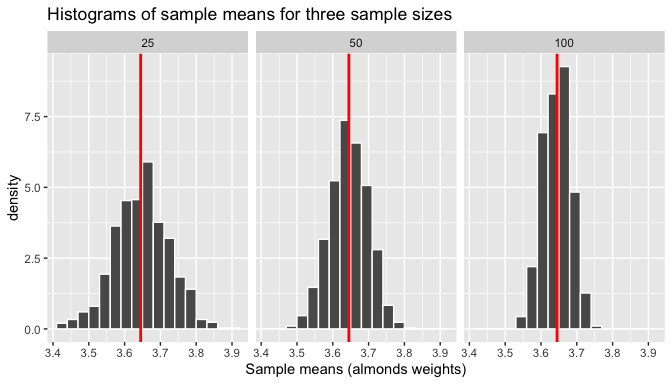 Histograms of sample means for three sample sizes
25 50 100
density
7.5
5.0
2.5
0.0
3.4 3.5 3.6 3.7 3.8 3.9 3.4 3.5 3.6 3.7 3.8 3.9 3.4 3.5 3.6 3.7 3.8 3.9
Sample means (almonds weights)